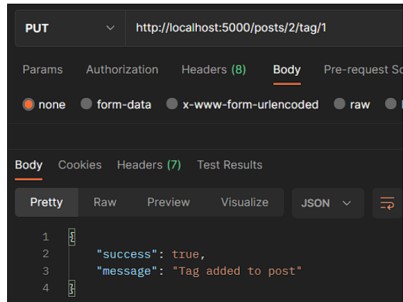 PUT http://localhost:5000/posts/2/tag/1
Params Authorization Headers (8) Body Pre-request
none form-data x-www-form-urlencoded raw
Body Cookies Headers (7) Test Results
Pretty Raw Preview Visualize JSON
1 {
2 "success": true,
3 "message": "Tag added to post"
4 }